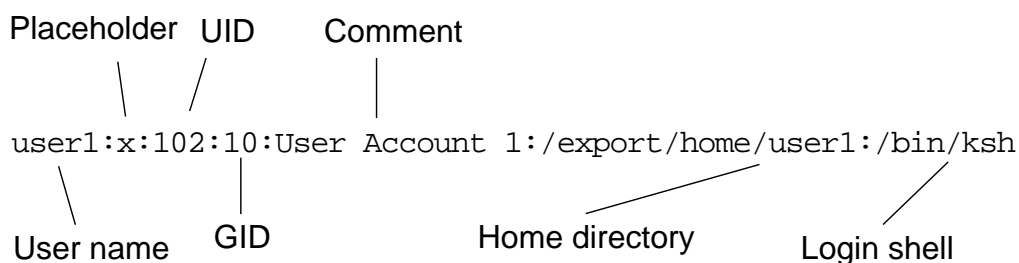 Placeholder UID Comment
user1:x:102:10:User Account 1:/export/home/user1:/bin/ksh
User name GID Home directory Login shell